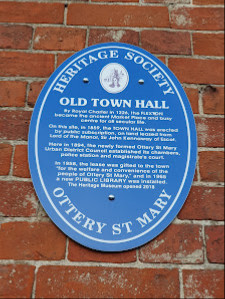 HERITAGE SOCIETY
OLD TOWN HALL
By Royal Charter in 1226, the FLEXTON
became the ancient Market Place and busy
centre for all secular life.
On this site, in 1859, the TOWN HALL was erected
by public subscription, on land leased from
Lord of the Manor, Sir John Kennaway of Escot.
Here in 1894, the newly formed Ottery St Mary
Urban District Council established its chambers,
police station and magistrate's court.
In 1868, the lease was gifted to the town
"for the welfare and convenience of the
people of Ottery St Mary," and in 1968
a new PUBLIC LIBRARY was installed.
The Heritage Museum opened 2015
OTTERY ST MARY